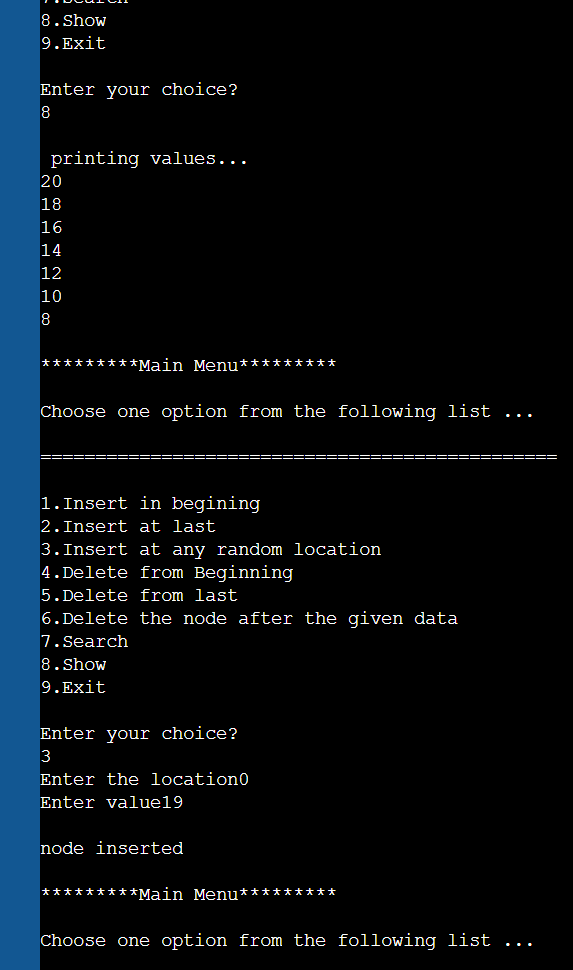 7.Search
8.Show
9.Exit
Enter your choice?
8
printing values...
20
18
16
14
12
10
8
*********Main Menu*********
Choose one option from the following list ...
===============================================
1.Insert in begining
2.Insert at last
3.Insert at any random location
4.Delete from Beginning
5.Delete from last
6.Delete the node after the given data
7.Search
8.Show
9.Exit
Enter your choice?
3
Enter the location0
Enter value19
node inserted
*********Main Menu*********
Choose one option from the following list ...